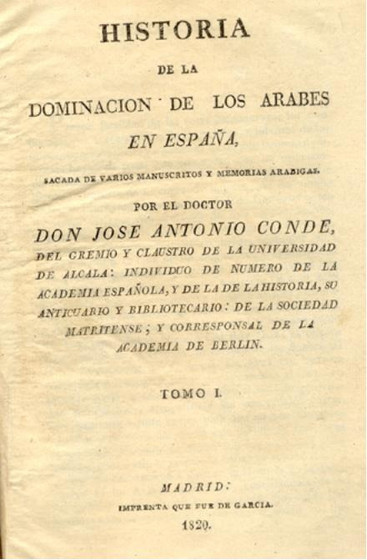 HISTORIA
DE LA
DOMINACION DE LOS ARABES
EN ESPAÑA,
SACADA DE VARIOS MANUSCRITOS Y MEMORIAS ARABIGAS.
POR EL DOCTOR
DON JOSE ANTONIO CONDE,
DEL GREMIO Y CLAUSTRO DE LA UNIVERSIDAD
DE ALCALA: INDIVIDUO DE NUMERO DE LA
ACADEMIA ESPAÑOLA, Y DE LA DE LA HISTORIA, SU
ANTICUARIO Y BIBLIOTECARIO: DE LA SOCIEDAD
MATRITENSE; Y CORRESPONSAL DE LA
ACADEMIA DE BERLIN.
TOMO I.
MADRID:
IMPRENTA QUE FUE DE GARCIA.
1820.